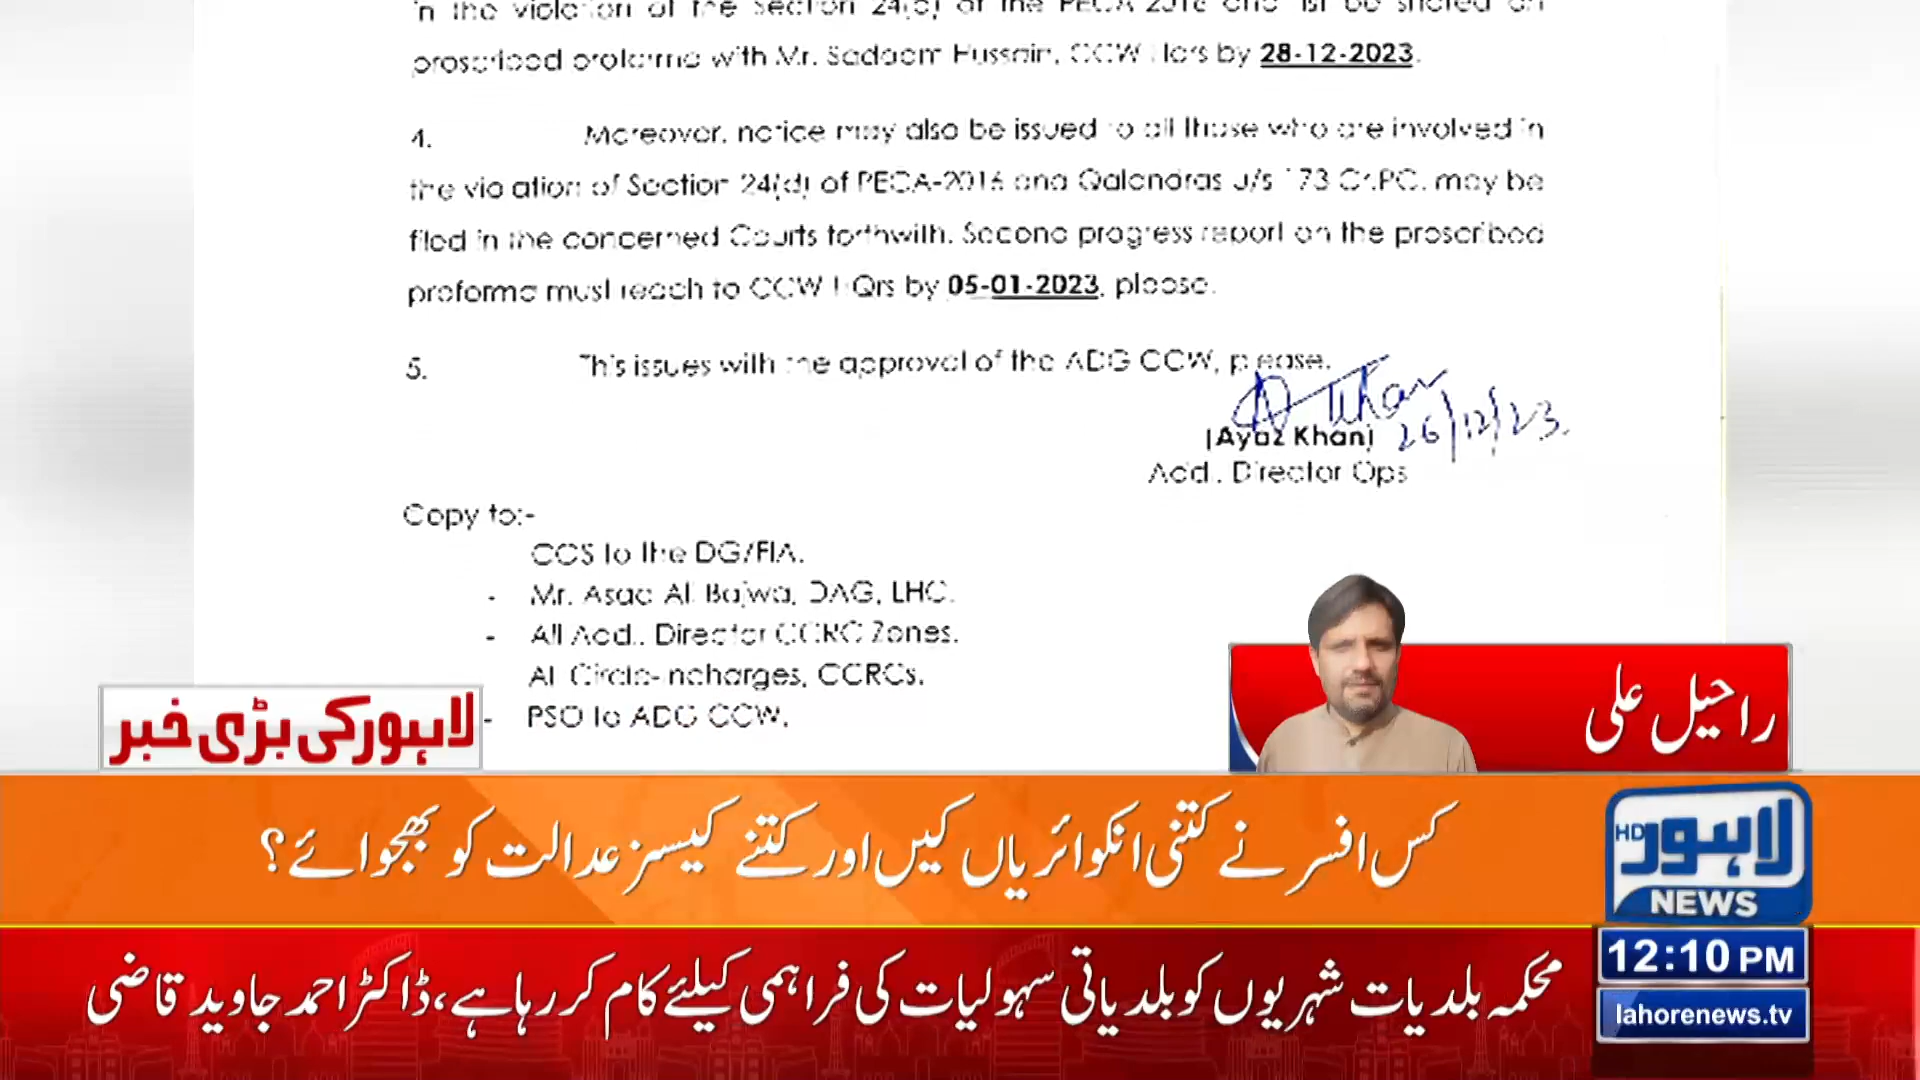 in the violation of the Section 24(d) of the PECA-2016 and list be shared on
prescribed proforma with Mr. Sadaam Hussain, CCW Hqrs by 28-12-2023.
4. Moreover, notice may also be issued to all those who are involved in
the violation of Section 24(d) of PECA-2016 and Qalandras u/s 173 Cr.PC. may be
filed in the concerned Courts forthwith. Second progress report on the prescribed
proforma must reach to CCW HQrs by 05-01-2023, please.
5. This issues with the approval of the ADG CCW, please.
(Ayaz Khan) 26/12/23.
Addl. Director Ops
Copy to:-
CCS to the DG/FIA.
- Mr. Asad Ali Bajwa, DAG, LHC.
- All Addl. Director CCRC Zones.
All Circle-Incharges, CCRCs.
- PSO to ADG CCW.
راحیل علی
لاہور کی بڑی خبر
کس افسر نے کتنی انکوائریاں کیں اور کتنے کیسز عدالت کو بھجوائے؟
لاہور HD
NEWS
12:10 PM
محکمہ بلدیات شہریوں کو بلدیاتی سہولیات کی فراہمی کیلئے کام کر رہا ہے، ڈاکٹر احمد جاوید قاضی
lahorenews.tv